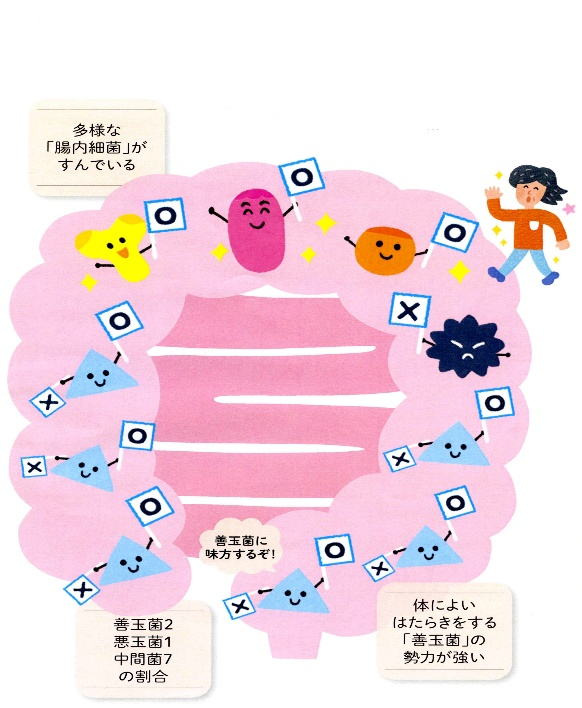 多様な
「腸内細菌」が
すんでいる
O
O
O
O
×
×
O
O
×
×
O
O
×
O
×
O
×
O
×
善玉菌に
味方するぞ!
善玉菌2
悪玉菌1
中間菌7
の割合
体によい
はたらきをする
「善玉菌」の
勢力が強い